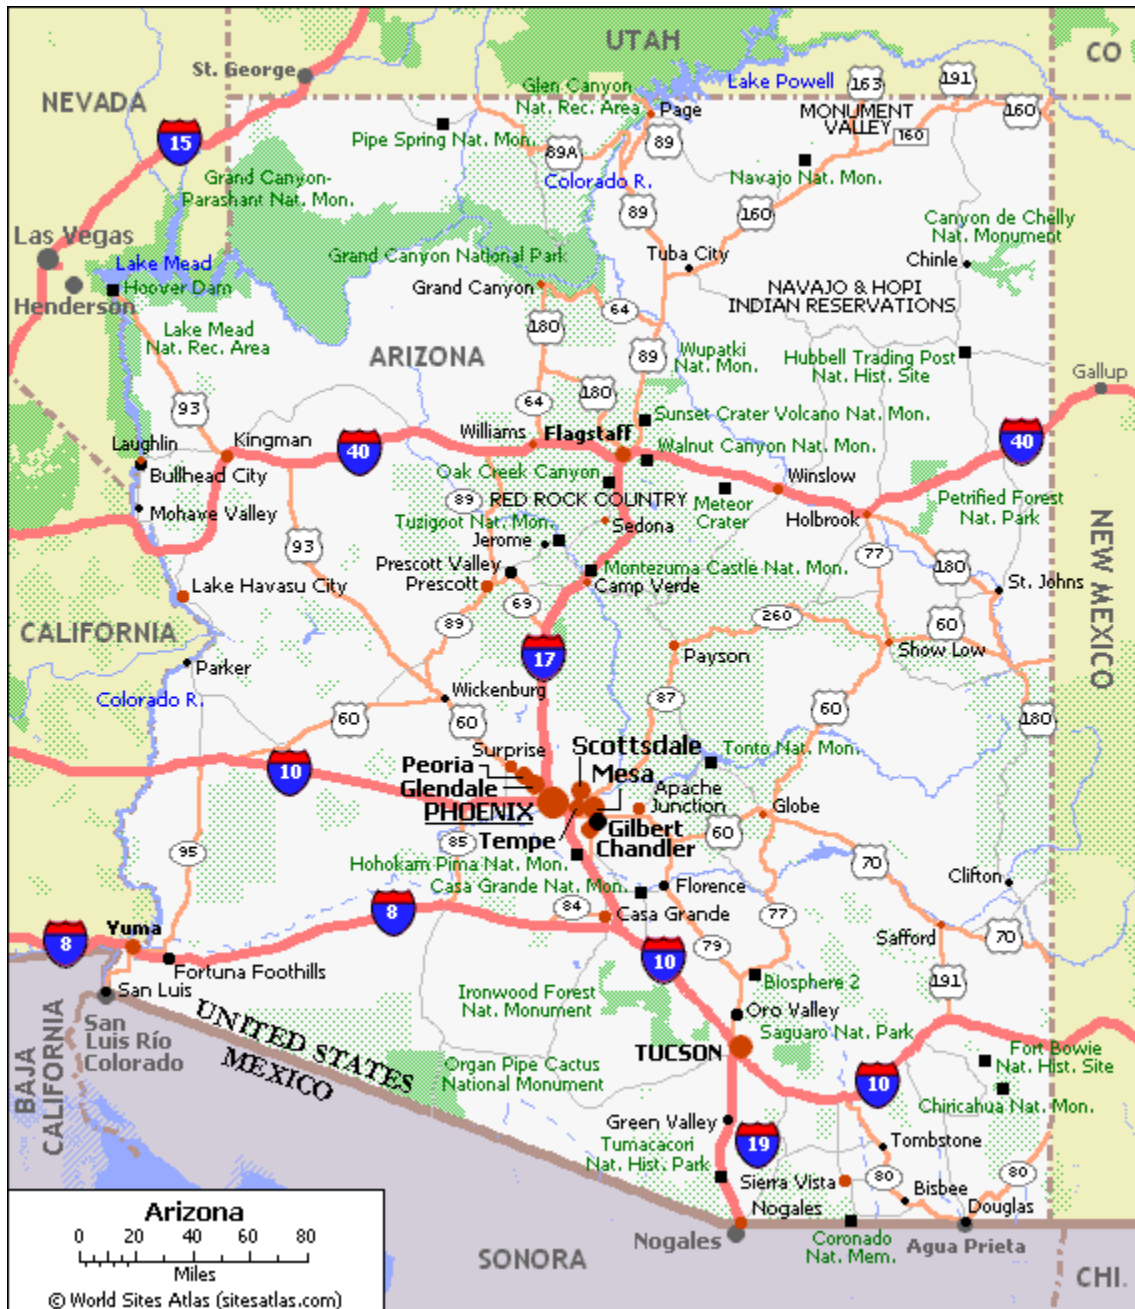 UTAH
CO
St. George
Glen Canyon
Nat. Rec. Area
Lake Powell
163
191
NEVADA
Page
MONUMENT
VALLEY
160
160
15
Pipe Spring Nat. Mon.
89A
89
Colorado R.
Navajo Nat. Mon.
Grand Canyon-
Parashant Nat. Mon.
89
160
Canyon de Chelly
Nat. Monument
Las Vegas
Grand Canyon National Park
Tuba City
Chinle
Lake Mead
Hoover Dam
Henderson
Grand Canyon
NAVAJO & HOPI
INDIAN RESERVATIONS
64
180
Lake Mead
Nat. Rec. Area
ARIZONA
89
Wupatki
Nat. Mon.
Hubbell Trading Post
Nat. Hist. Site
Gallup
93
64
180
Sunset Crater Volcano Nat. Mon.
Laughlin
Kingman
40
Williams
Flagstaff
Walnut Canyon Nat. Mon.
40
Bullhead City
Oak Creek Canyon
Winslow
89
RED ROCK COUNTRY
Meteor
Crater
Petrified Forest
Nat. Park
Mohave Valley
Tuzigoot Nat. Mon.
Sedona
Holbrook
NEW MEXICO
93
Jerome
77
Prescott Valley
Montezuma Castle Nat. Mon.
180
Lake Havasu City
Prescott
Camp Verde
St. Johns
69
CALIFORNIA
89
260
60
17
Payson
Show Low
Parker
Colorado R.
Wickenburg
87
60
60
60
180
Surprise
Scottsdale
Tonto Nat. Mon.
10
Peoria
Mesa
Glendale
Apache
Junction
PHOENIX
Globe
Tempe
Gilbert
60
Chandler
85
95
Hohokam Pima Nat. Mon.
70
Casa Grande Nat. Mon.
Florence
Clifton
8
84
Casa Grande
77
8
Yuma
Safford
70
79
10
Fortuna Foothills
San Luis
Ironwood Forest
Nat. Monument
Biosphere 2
191
San
Luis Río
Colorado
UNITED STATES
MEXICO
Oro Valley
Saguaro Nat. Park
TUCSON
BAJA
CALIFORNIA
Organ Pipe Cactus
National Monument
Fort Bowie
Nat. Hist. Site
10
Chiricahua Nat. Mon.
Green Valley
19
Tombstone
Tumacacori
Nat. Hist. Park
Sierra Vista
80
80
Bisbee
Nogales
Douglas
Nogales
Coronado
Nat. Mem.
Agua Prieta
SONORA
CHI.
Arizona
0 20 40 60 80
Miles
© World Sites Atlas (sitesatlas.com)